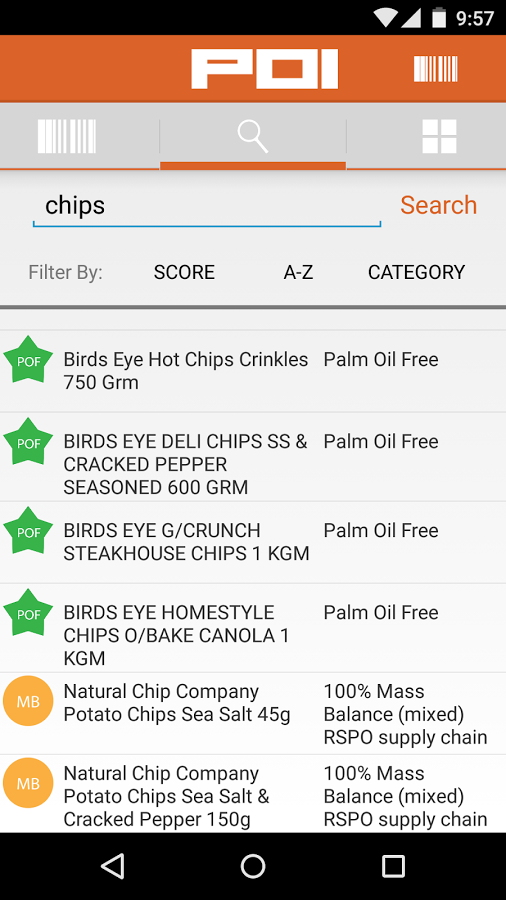 9:57
POI
chips
Search
Filter By: SCORE A-Z CATEGORY
POF
Birds Eye Hot Chips Crinkles
750 Grm
Palm Oil Free
POF
BIRDS EYE DELI CHIPS SS &
CRACKED PEPPER
SEASONED 600 GRM
Palm Oil Free
POF
BIRDS EYE G/CRUNCH
STEAKHOUSE CHIPS 1 KGM
Palm Oil Free
POF
BIRDS EYE HOMESTYLE
CHIPS O/BAKE CANOLA 1
KGM
Palm Oil Free
MB
Natural Chip Company
Potato Chips Sea Salt 45g
100% Mass
Balance (mixed)
RSPO supply chain
MB
Natural Chip Company
Potato Chips Sea Salt &
Cracked Pepper 150g
100% Mass
Balance (mixed)
RSPO supply chain